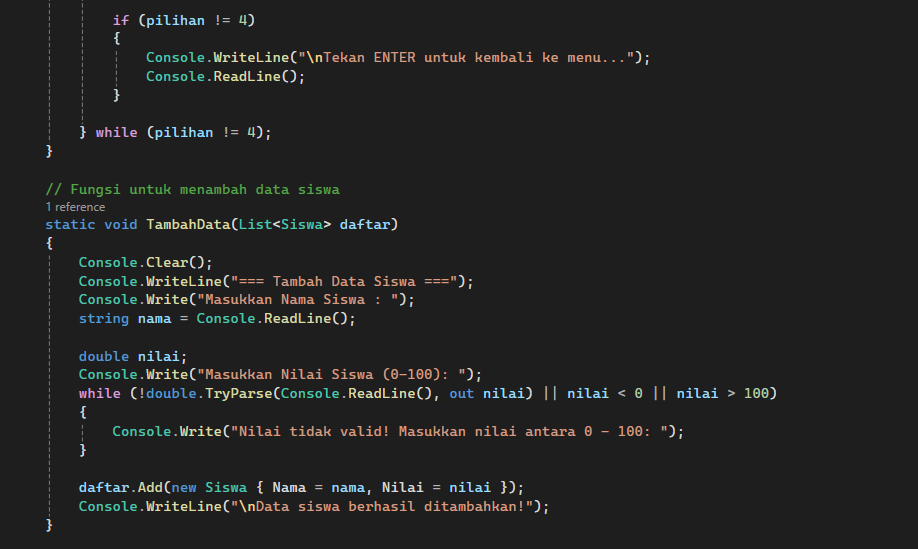 if (pilihan != 4)
{
Console.WriteLine("\nTekan ENTER untuk kembali ke menu...");
Console.ReadLine();
}
} while (pilihan != 4);
}
// Fungsi untuk menambah data siswa
1 reference
static void TambahData(List<Siswa> daftar)
{
Console.Clear();
Console.WriteLine("=== Tambah Data Siswa ===");
Console.Write("Masukkan Nama Siswa : ");
string nama = Console.ReadLine();
double nilai;
Console.Write("Masukkan Nilai Siswa (0-100): ");
while (!double.TryParse(Console.ReadLine(), out nilai) || nilai < 0 || nilai > 100)
{
Console.Write("Nilai tidak valid! Masukkan nilai antara 0 - 100: ");
}
daftar.Add(new Siswa { Nama = nama, Nilai = nilai });
Console.WriteLine("\nData siswa berhasil ditambahkan!");
}